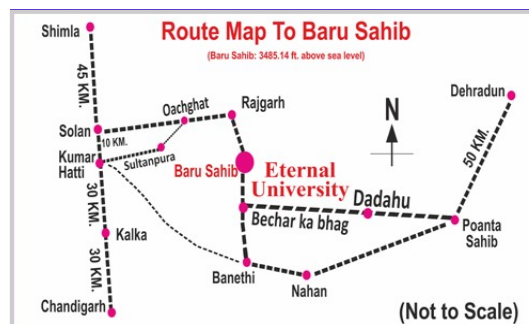 Route Map To Baru Sahib
(Baru Sahib: 3485.14 ft. above sea level)
Shimla
45 KM.
Dehradun
Oachghat
Rajgarh
N
Solan
10 KM.
50 KM.
Kumar
Hatti
Sultanpura
Baru Sahib
Eternal
University
30 KM.
Dadahu
Bechar ka bhag
Poanta
Sahib
Kalka
30 KM.
Banethi
Nahan
Chandigarh
(Not to Scale)